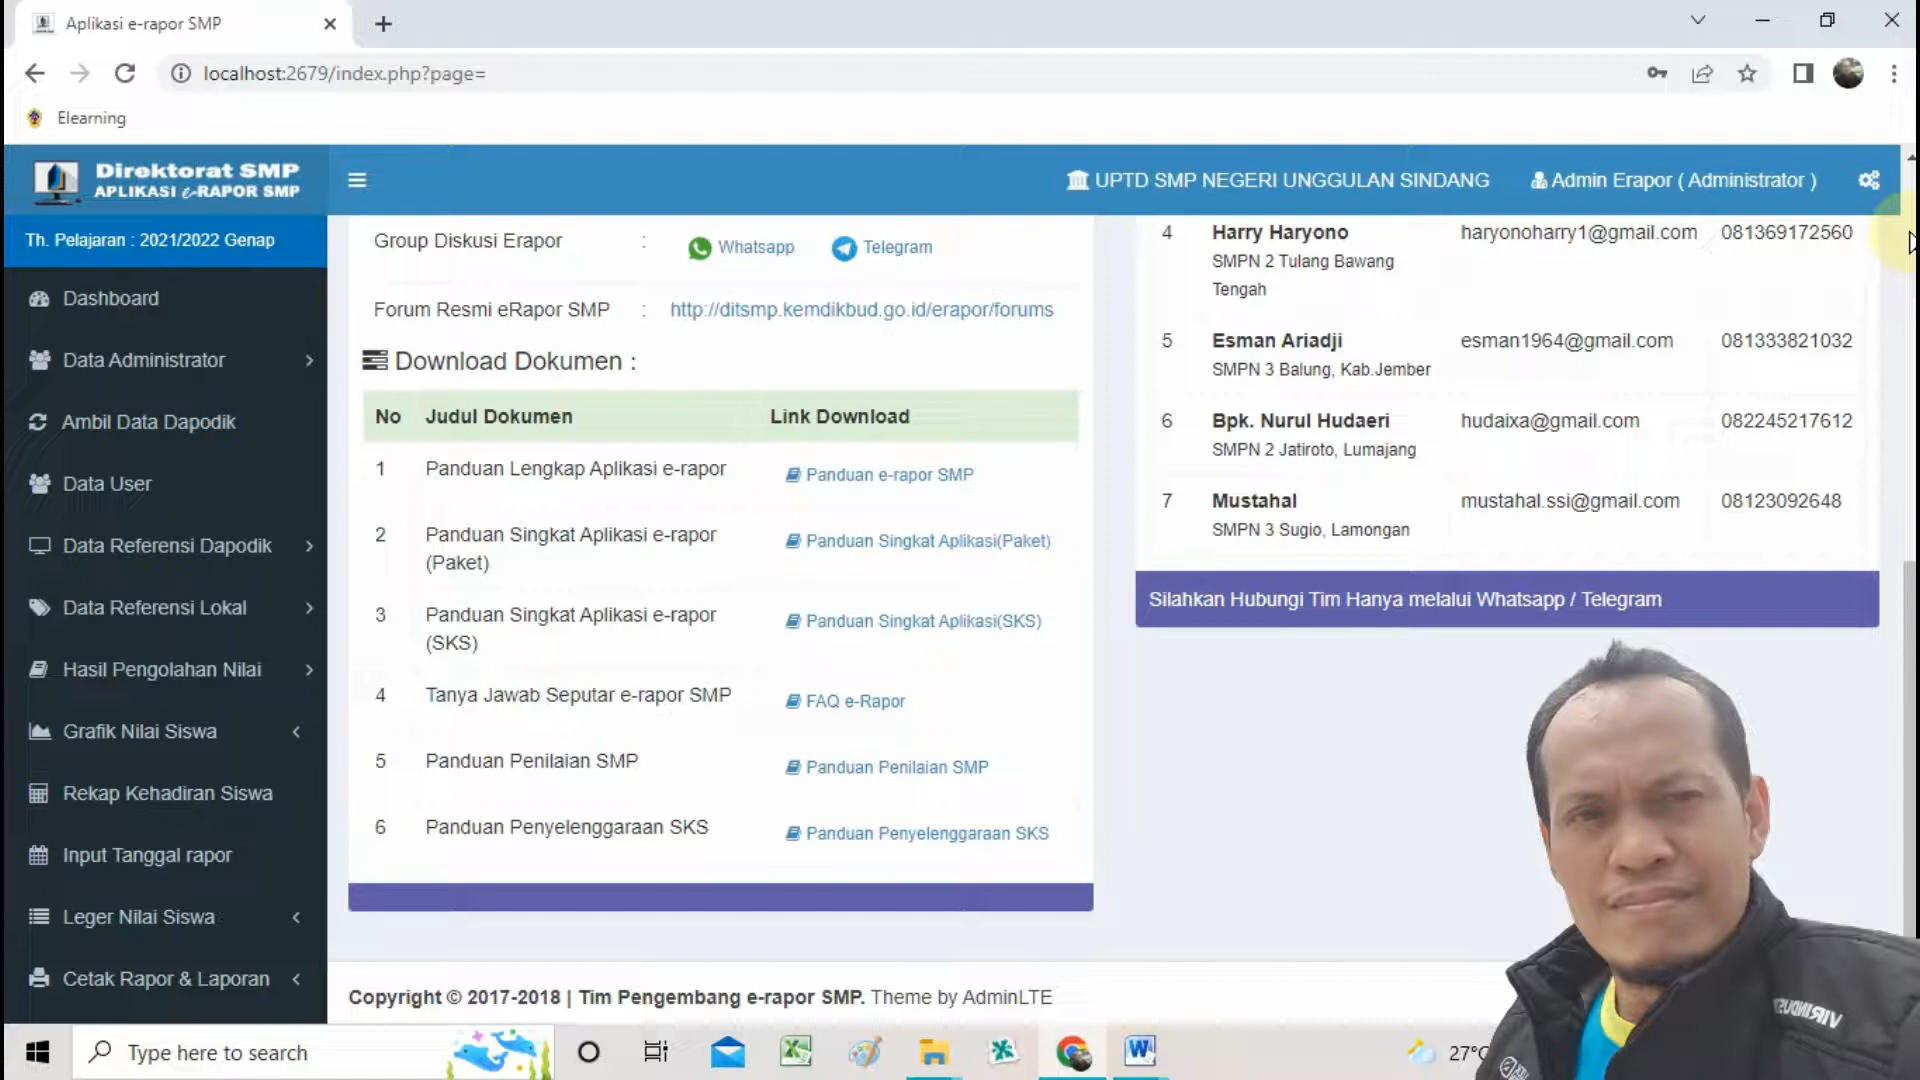 Aplikasi e-rapor SMP
localhost:2679/index.php?page=
Elearning
Direktorat SMP
APLIKASI e-RAPOR SMP
UPTD SMP NEGERI UNGGULAN SINDANG
Admin Erapor ( Administrator )
Th. Pelajaran : 2021/2022 Genap
Dashboard
Data Administrator
Ambil Data Dapodik
Data User
Data Referensi Dapodik
Data Referensi Lokal
Hasil Pengolahan Nilai
Grafik Nilai Siswa
Rekap Kehadiran Siswa
Input Tanggal rapor
Leger Nilai Siswa
Cetak Rapor & Laporan
Group Diskusi Erapor : Whatsapp Telegram
Forum Resmi eRapor SMP : http://ditsmp.kemdikbud.go.id/erapor/forums
Download Dokumen :
No Judul Dokumen Link Download
1 Panduan Lengkap Aplikasi e-rapor Panduan e-rapor SMP
2 Panduan Singkat Aplikasi e-rapor Panduan Singkat Aplikasi(Paket)
(Paket)
3 Panduan Singkat Aplikasi e-rapor Panduan Singkat Aplikasi(SKS)
(SKS)
4 Tanya Jawab Seputar e-rapor SMP FAQ e-Rapor
5 Panduan Penilaian SMP Panduan Penilaian SMP
6 Panduan Penyelenggaraan SKS Panduan Penyelenggaraan SKS
4 Harry Haryono haryonoharry1@gmail.com 081369172560
SMPN 2 Tulang Bawang
Tengah
5 Esman Ariadji esman1964@gmail.com 081333821032
SMPN 3 Balung, Kab.Jember
6 Bpk. Nurul Hudaeri hudaixa@gmail.com 082245217612
SMPN 2 Jatiroto, Lumajang
7 Mustahal mustahal.ssi@gmail.com 08123092648
SMPN 3 Sugio, Lamongan
Silahkan Hubungi Tim Hanya melalui Whatsapp / Telegram
Copyright © 2017-2018 | Tim Pengembang e-rapor SMP. Theme by AdminLTE
Type here to search
27°C